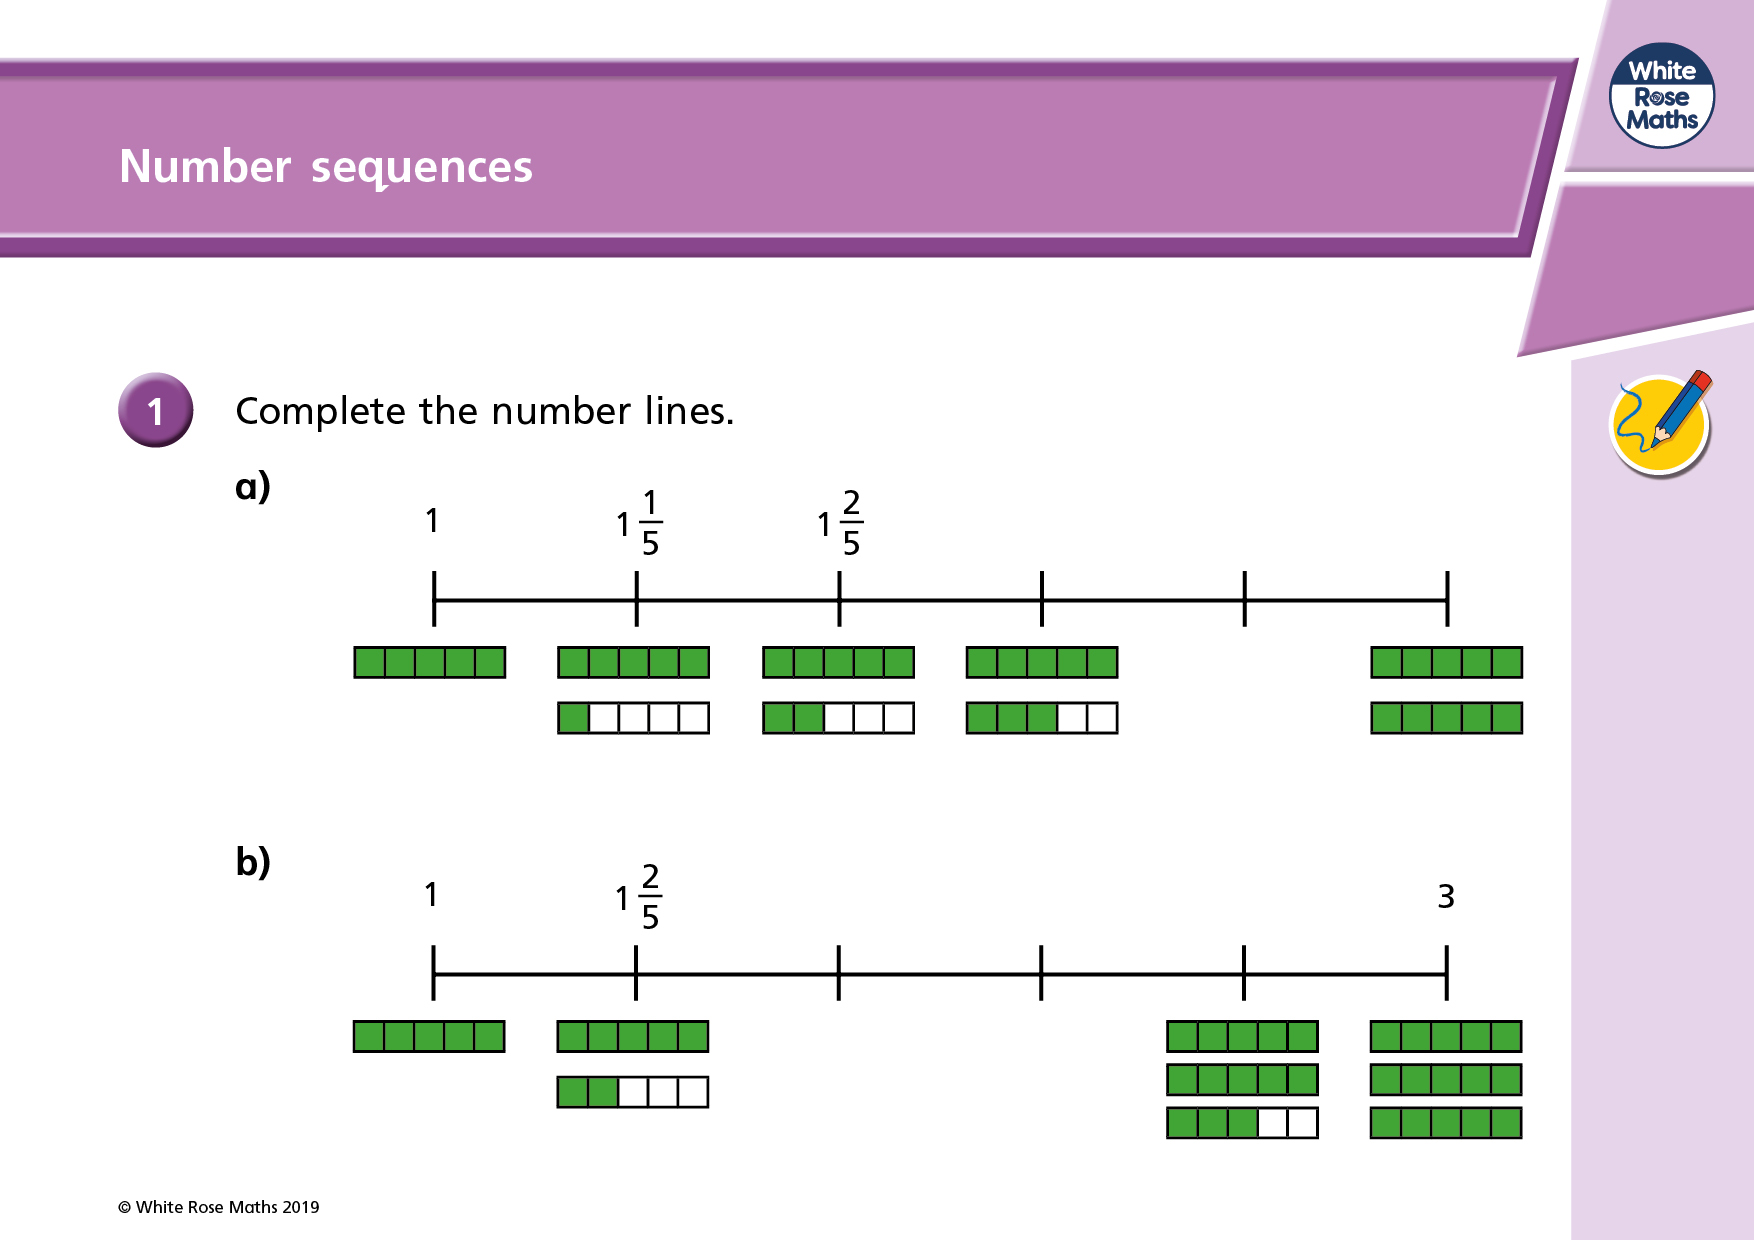 White
Rose
Maths
Number sequences
1 Complete the number lines.
a)
1 1 1/5 1 2/5
b)
1 1 2/5 3
© White Rose Maths 2019